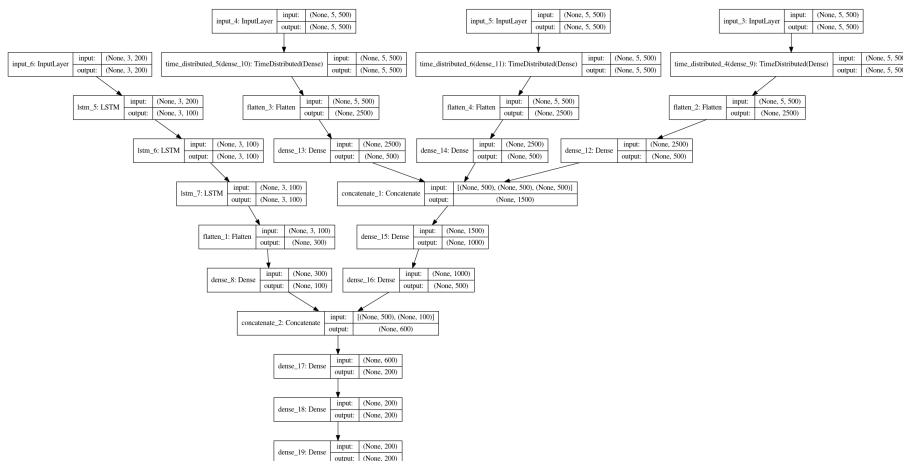 input_4: InputLayer input: (None, 5, 500)
output: (None, 5, 500)
input_5: InputLayer input: (None, 5, 500)
output: (None, 5, 500)
input_3: InputLayer input: (None, 5, 500)
output: (None, 5, 500)
input_6: InputLayer input: (None, 3, 200)
output: (None, 3, 200)
time_distributed_5(dense_10): TimeDistributed(Dense) input: (None, 5, 500)
output: (None, 5, 500)
time_distributed_6(dense_11): TimeDistributed(Dense) input: (None, 5, 500)
output: (None, 5, 500)
time_distributed_4(dense_9): TimeDistributed(Dense) input: (None, 5, 500
output: (None, 5, 500
lstm_5: LSTM input: (None, 3, 200)
output: (None, 3, 100)
flatten_3: Flatten input: (None, 5, 500)
output: (None, 2500)
flatten_4: Flatten input: (None, 5, 500)
output: (None, 2500)
flatten_2: Flatten input: (None, 5, 500)
output: (None, 2500)
lstm_6: LSTM input: (None, 3, 100)
output: (None, 3, 100)
dense_13: Dense input: (None, 2500)
output: (None, 500)
dense_14: Dense input: (None, 2500)
output: (None, 500)
dense_12: Dense input: (None, 2500)
output: (None, 500)
lstm_7: LSTM input: (None, 3, 100)
output: (None, 3, 100)
concatenate_1: Concatenate input: [(None, 500), (None, 500), (None, 500)]
output: (None, 1500)
flatten_1: Flatten input: (None, 3, 100)
output: (None, 300)
dense_15: Dense input: (None, 1500)
output: (None, 1000)
dense_8: Dense input: (None, 300)
output: (None, 100)
dense_16: Dense input: (None, 1000)
output: (None, 500)
concatenate_2: Concatenate input: [(None, 500), (None, 100)]
output: (None, 600)
dense_17: Dense input: (None, 600)
output: (None, 200)
dense_18: Dense input: (None, 200)
output: (None, 200)
dense_19: Dense input: (None, 200)
output: (None, 200)